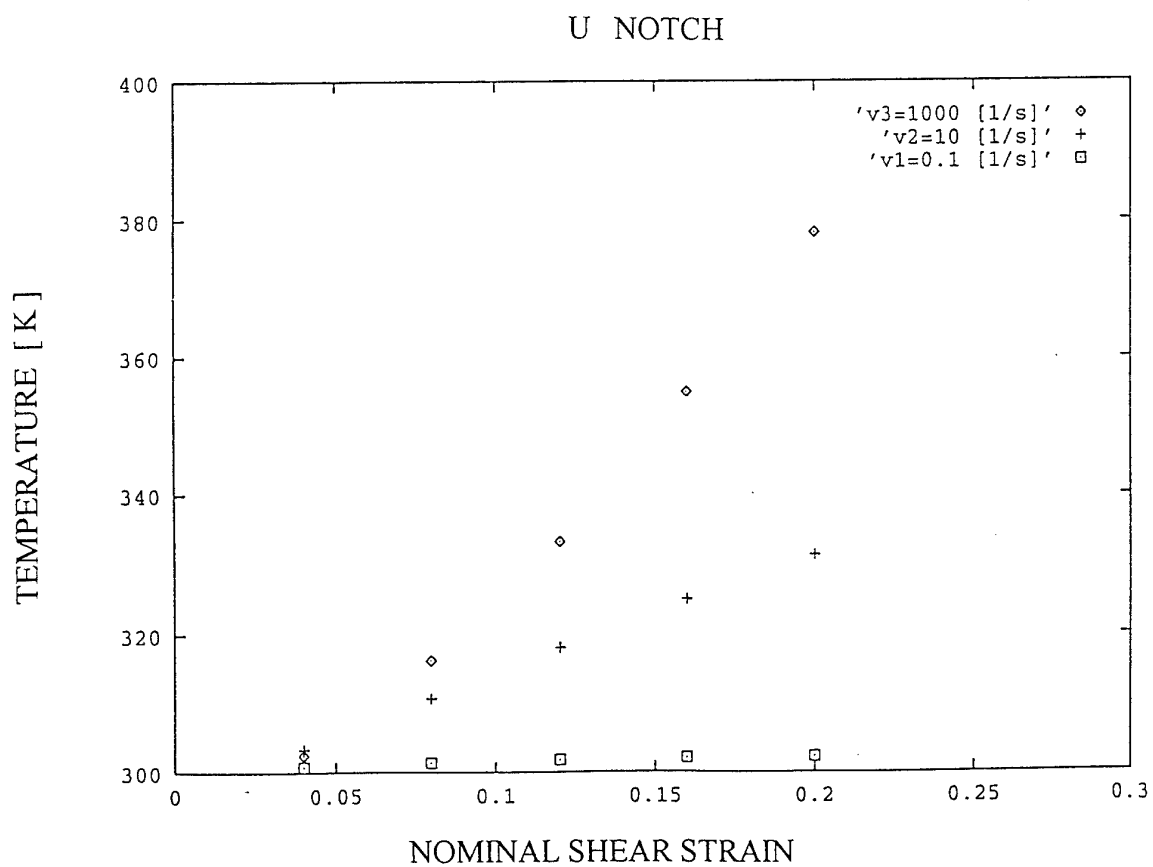 U NOTCH
'v3=1000 [1/s]'
'v2=10 [1/s]'
'v1=0.1 [1/s]'
400
380
360
340
320
300
TEMPERATURE [K]
0
0.05
0.1
0.15
0.2
0.25
0.3
NOMINAL SHEAR STRAIN